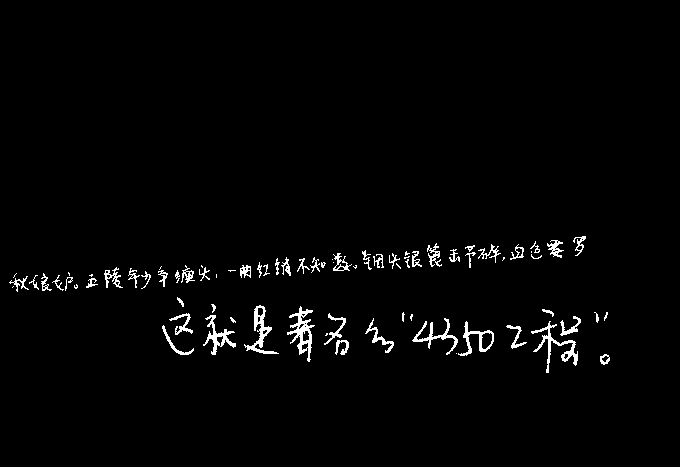 秋娘妒。五陵年少争缠头,一曲红绡不知数。钿头银篦击节碎,血色罗
这就是著名的“4350工程”。